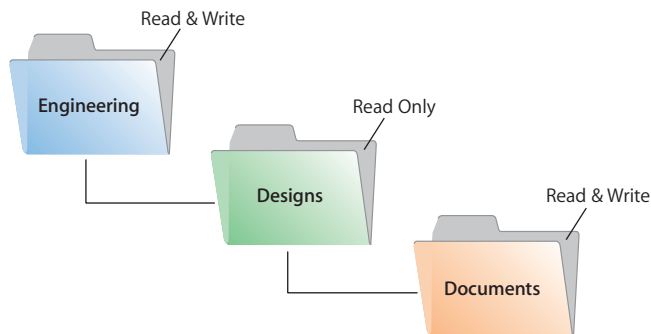 Read & Write
Engineering
Read Only
Designs
Read & Write
Documents